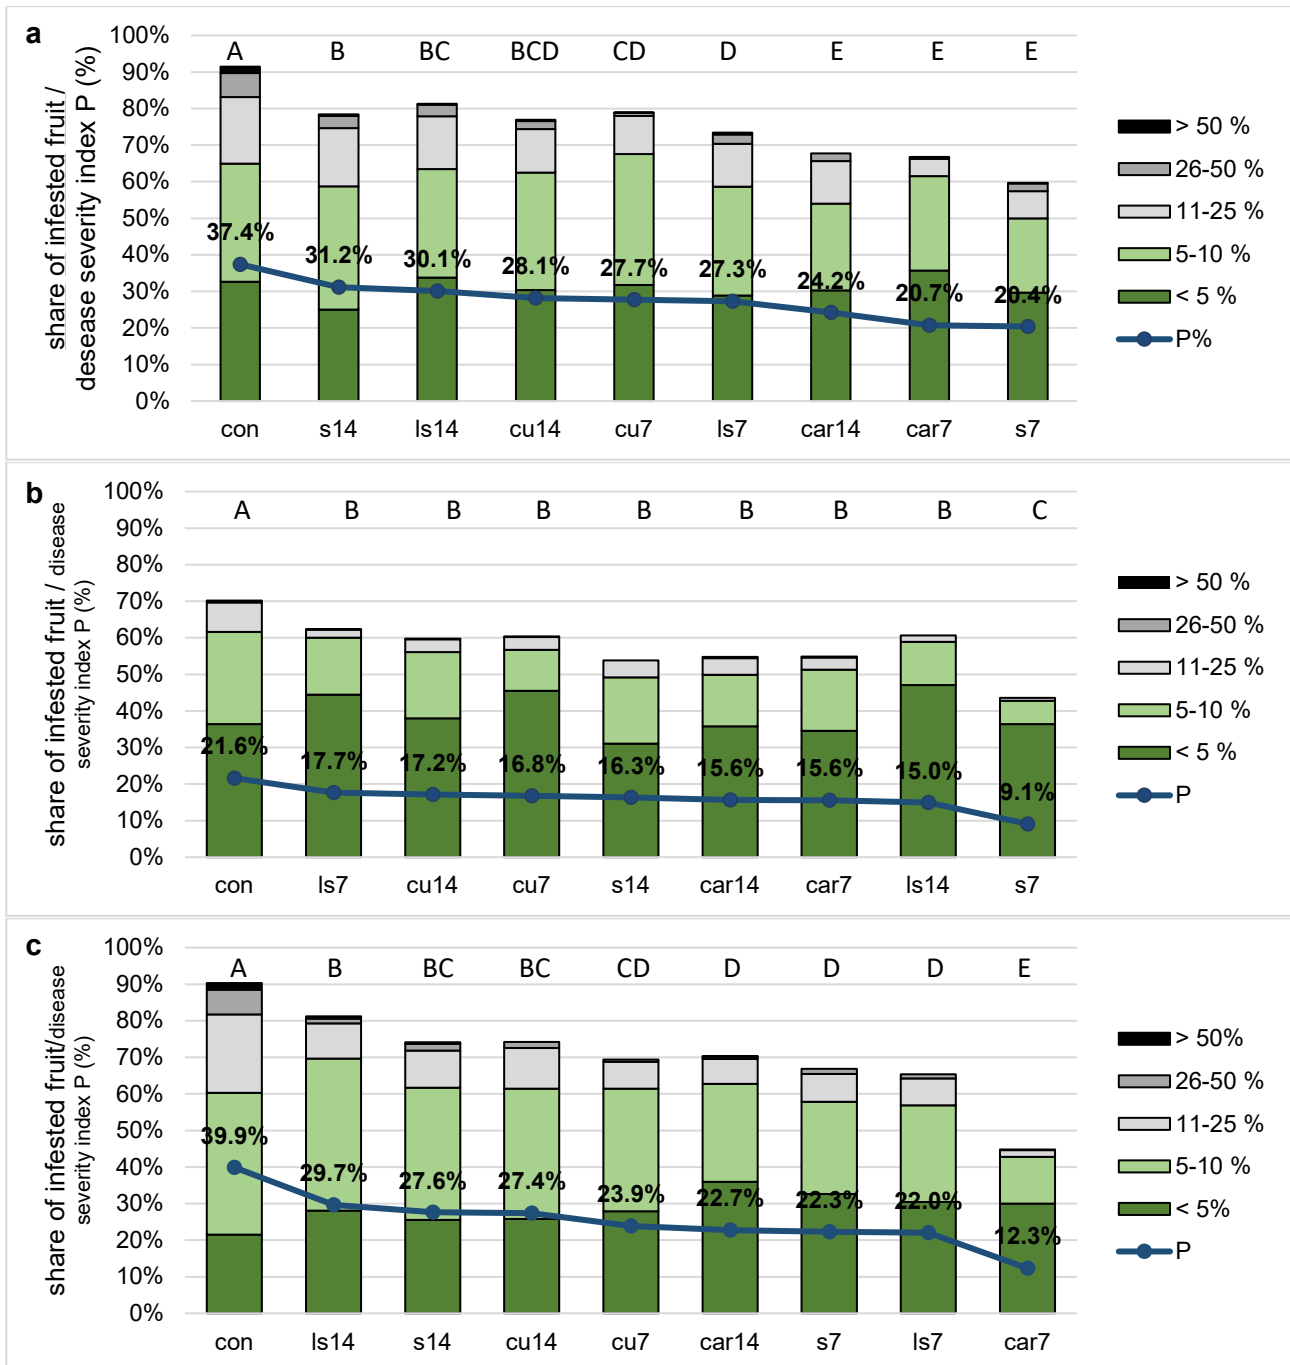 a
share of infested fruit /
desease severity index P (%)
100%
90%
80%
70%
60%
50%
40%
30%
20%
10%
0%
A B BC BCD CD D E E E
37.4% 31.2% 30.1% 28.1% 27.7% 27.3% 24.2% 20.7% 20.4%
con s14 ls14 cu14 cu7 ls7 car14 car7 s7
> 50 %
26-50 %
11-25 %
5-10 %
< 5 %
P%
b
share of infested fruit / disease
severity index P (%)
100%
90%
80%
70%
60%
50%
40%
30%
20%
10%
0%
A B B B B B B B C
21.6% 17.7% 17.2% 16.8% 16.3% 15.6% 15.6% 15.0% 9.1%
con ls7 cu14 cu7 s14 car14 car7 ls14 s7
> 50 %
26-50 %
11-25 %
5-10 %
< 5 %
P
c
share of infested fruit/disease
severity index P (%)
100%
90%
80%
70%
60%
50%
40%
30%
20%
10%
0%
A B BC BC CD D D D E
39.9% 29.7% 27.6% 27.4% 23.9% 22.7% 22.3% 22.0% 12.3%
con ls14 s14 cu14 cu7 car14 s7 ls7 car7
> 50%
26-50 %
11-25 %
5-10 %
< 5%
P